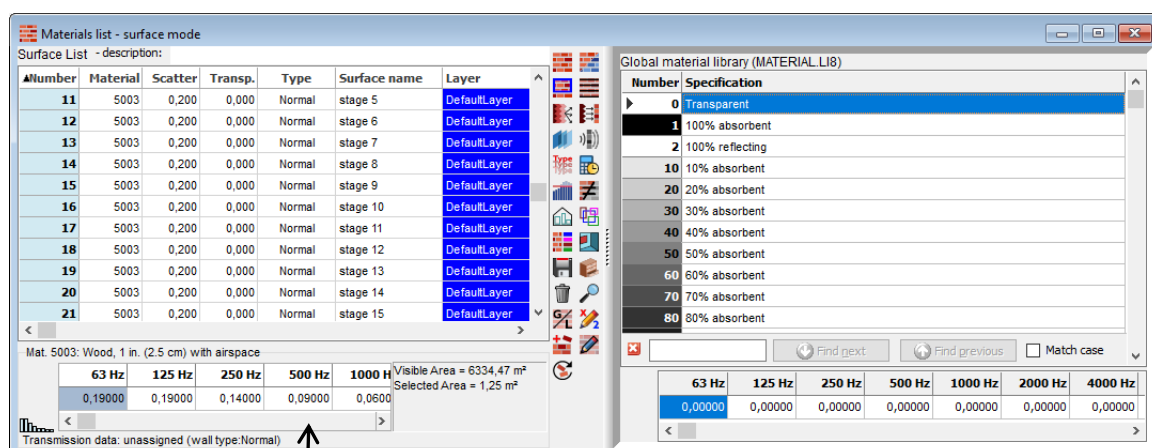 Materials list - surface mode
Surface List - description:
Number Material Scatter Transp. Type Surface name Layer
11 5003 0,200 0,000 Normal stage 5 DefaultLayer
12 5003 0,200 0,000 Normal stage 6 DefaultLayer
13 5003 0,200 0,000 Normal stage 7 DefaultLayer
14 5003 0,200 0,000 Normal stage 8 DefaultLayer
15 5003 0,200 0,000 Normal stage 9 DefaultLayer
16 5003 0,200 0,000 Normal stage 10 DefaultLayer
17 5003 0,200 0,000 Normal stage 11 DefaultLayer
18 5003 0,200 0,000 Normal stage 12 DefaultLayer
19 5003 0,200 0,000 Normal stage 13 DefaultLayer
20 5003 0,200 0,000 Normal stage 14 DefaultLayer
21 5003 0,200 0,000 Normal stage 15 DefaultLayer
Mat. 5003: Wood, 1 in. (2.5 cm) with airspace
63 Hz 125 Hz 250 Hz 500 Hz 1000 H
0,19000 0,19000 0,14000 0,09000 0,0600
Visible Area = 6334,47 m²
Selected Area = 1,25 m²
Transmission data: unassigned (wall type:Normal)
Type
Type
G/L
X
2
Global material library (MATERIAL.LI8)
Number Specification
0 Transparent
1 100% absorbent
2 100% reflecting
10 10% absorbent
20 20% absorbent
30 30% absorbent
40 40% absorbent
50 50% absorbent
60 60% absorbent
70 70% absorbent
80 80% absorbent
Find next Find previous Match case
63 Hz 125 Hz 250 Hz 500 Hz 1000 Hz 2000 Hz 4000 Hz
0,00000 0,00000 0,00000 0,00000 0,00000 0,00000 0,00000